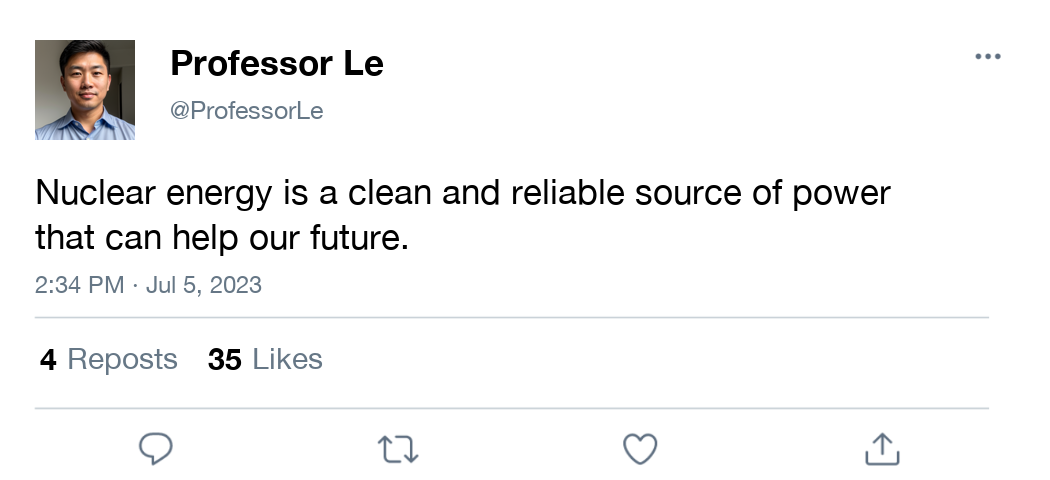 Professor Le
@ProfessorLe
Nuclear energy is a clean and reliable source of power
that can help our future.
2:34 PM · Jul 5, 2023
4 Reposts 35 Likes